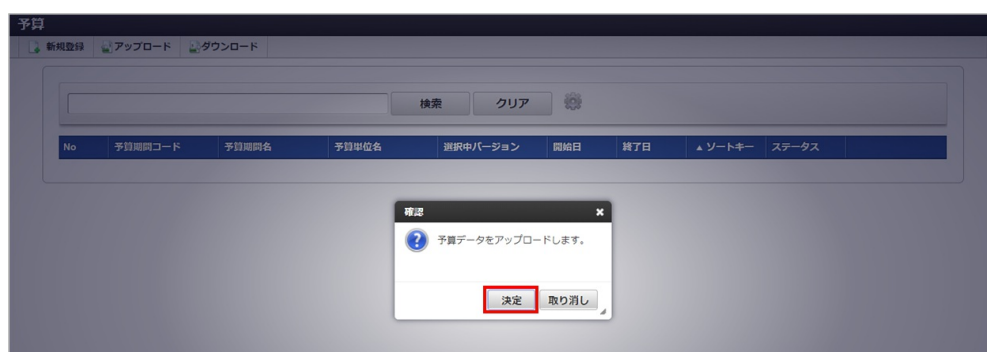 予算
新規登録 アップロード ダウンロード
検索 クリア
No 予算期間コード 予算期間名 予算単位名 選択中バージョン 開始日 終了日 ▲ ソートキー ステータス
確認
予算データをアップロードします。
決定 取り消し